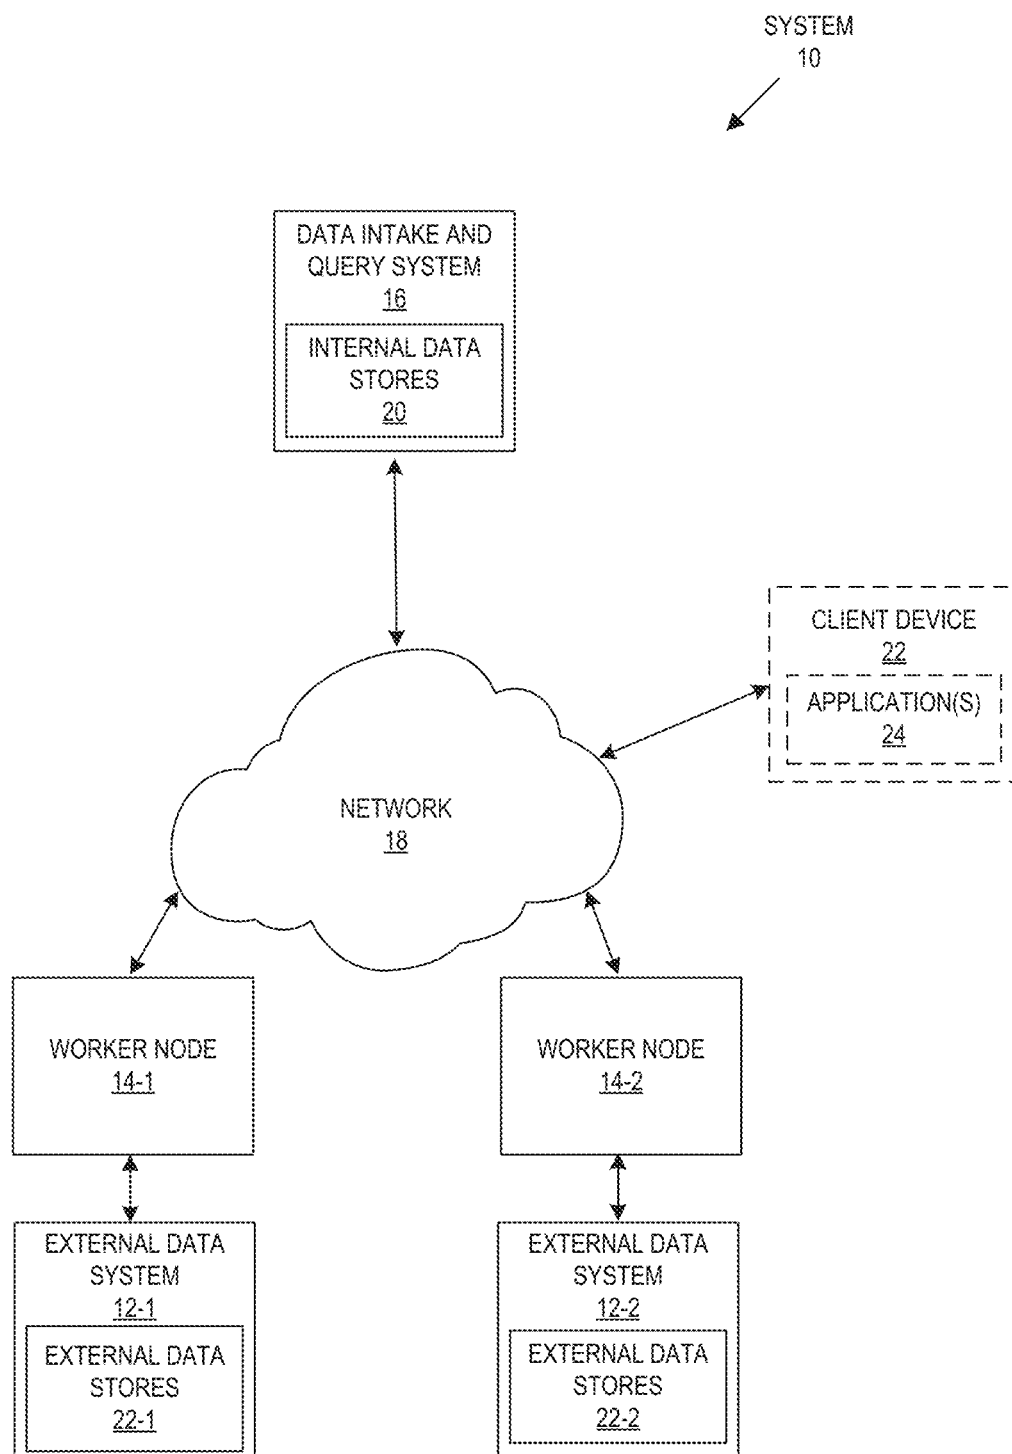 SYSTEM
10
DATA INTAKE AND
QUERY SYSTEM
16
INTERNAL DATA
STORES
20
CLIENT DEVICE
22
APPLICATION(S)
24
NETWORK
18
WORKER NODE
14-1
WORKER NODE
14-2
EXTERNAL DATA
SYSTEM
12-1
EXTERNAL DATA
STORES
22-1
EXTERNAL DATA
SYSTEM
12-2
EXTERNAL DATA
STORES
22-2